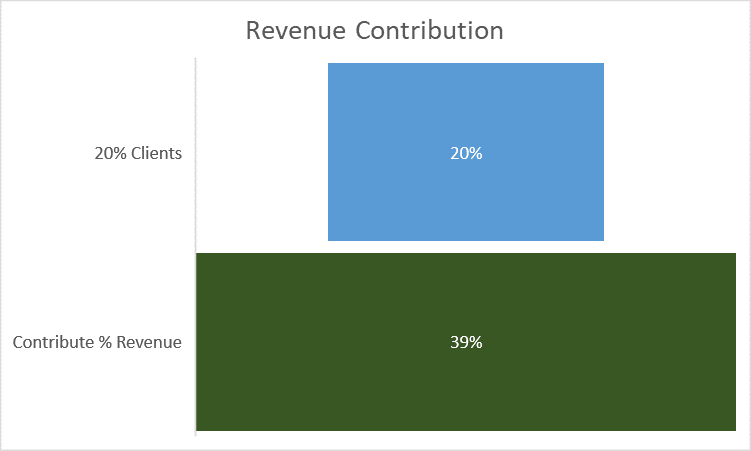 Revenue Contribution
20% Clients
20%
Contribute % Revenue
39%